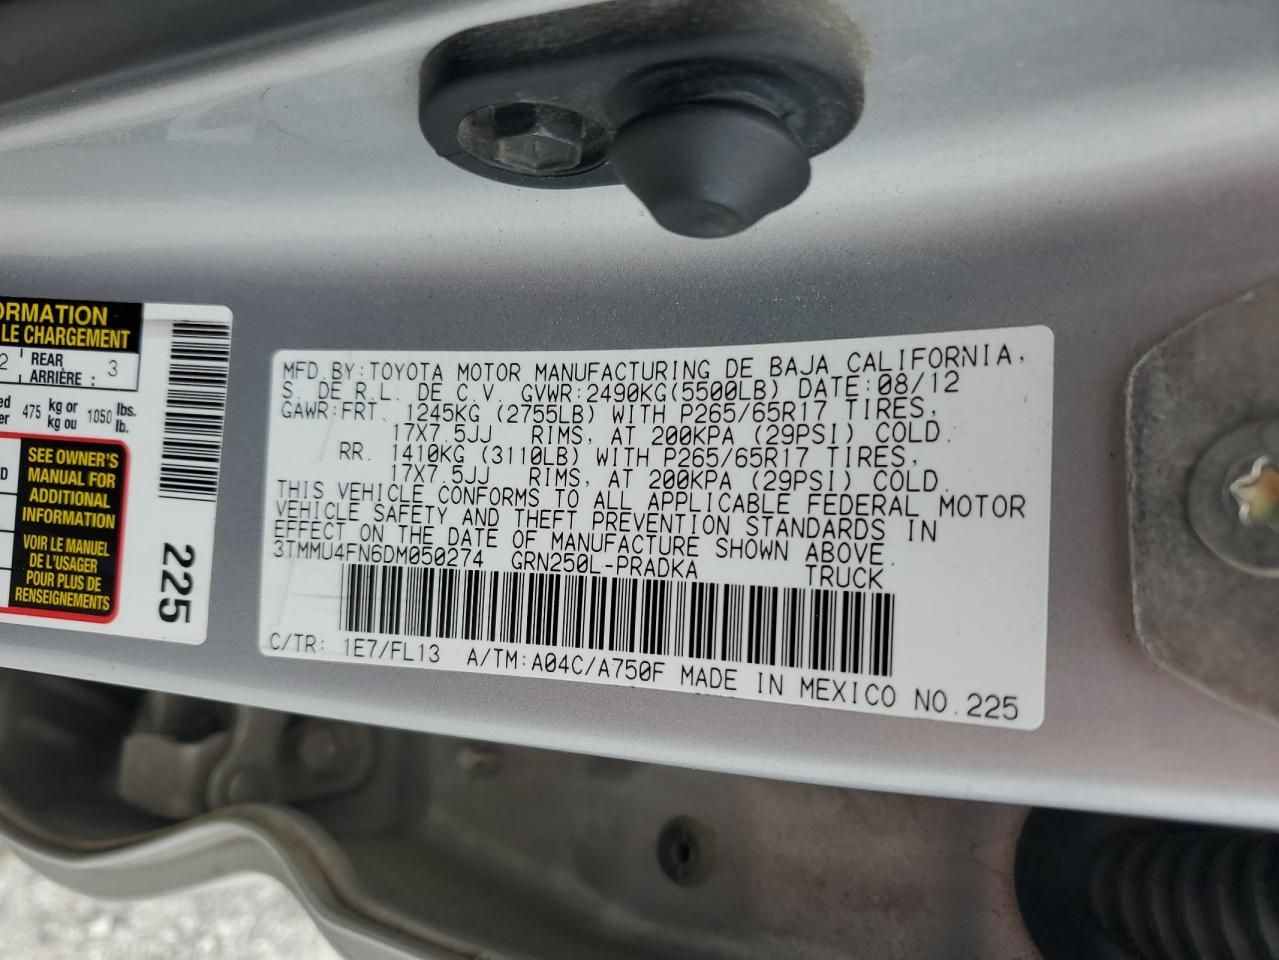 ORMATION
LE CHARGEMENT
2 REAR ARRIÈRE : 3
475 kg or kg ou 1050 lbs. lb.
SEE OWNER'S
MANUAL FOR
ADDITIONAL
INFORMATION
VOIR LE MANUEL
DE L'USAGER
POUR PLUS DE
RENSEIGNEMENTS
225
MFD BY:TOYOTA MOTOR MANUFACTURING DE BAJA CALIFORNIA,
S. DE R.L. DE C.V. GVWR:2490KG(5500LB) DATE:08/12
GAWR:FRT. 1245KG (2755LB) WITH P265/65R17 TIRES,
17X7.5JJ RIMS, AT 200KPA (29PSI) COLD.
RR. 1410KG (3110LB) WITH P265/65R17 TIRES,
17X7.5JJ RIMS, AT 200KPA (29PSI) COLD.
THIS VEHICLE CONFORMS TO ALL APPLICABLE FEDERAL MOTOR
VEHICLE SAFETY AND THEFT PREVENTION STANDARDS IN
EFFECT ON THE DATE OF MANUFACTURE SHOWN ABOVE.
3TMMU4FN6DM050274 GRN250L-PRADKA TRUCK
C/TR: 1E7/FL13 A/TM:A04C/A750F MADE IN MEXICO NO.225